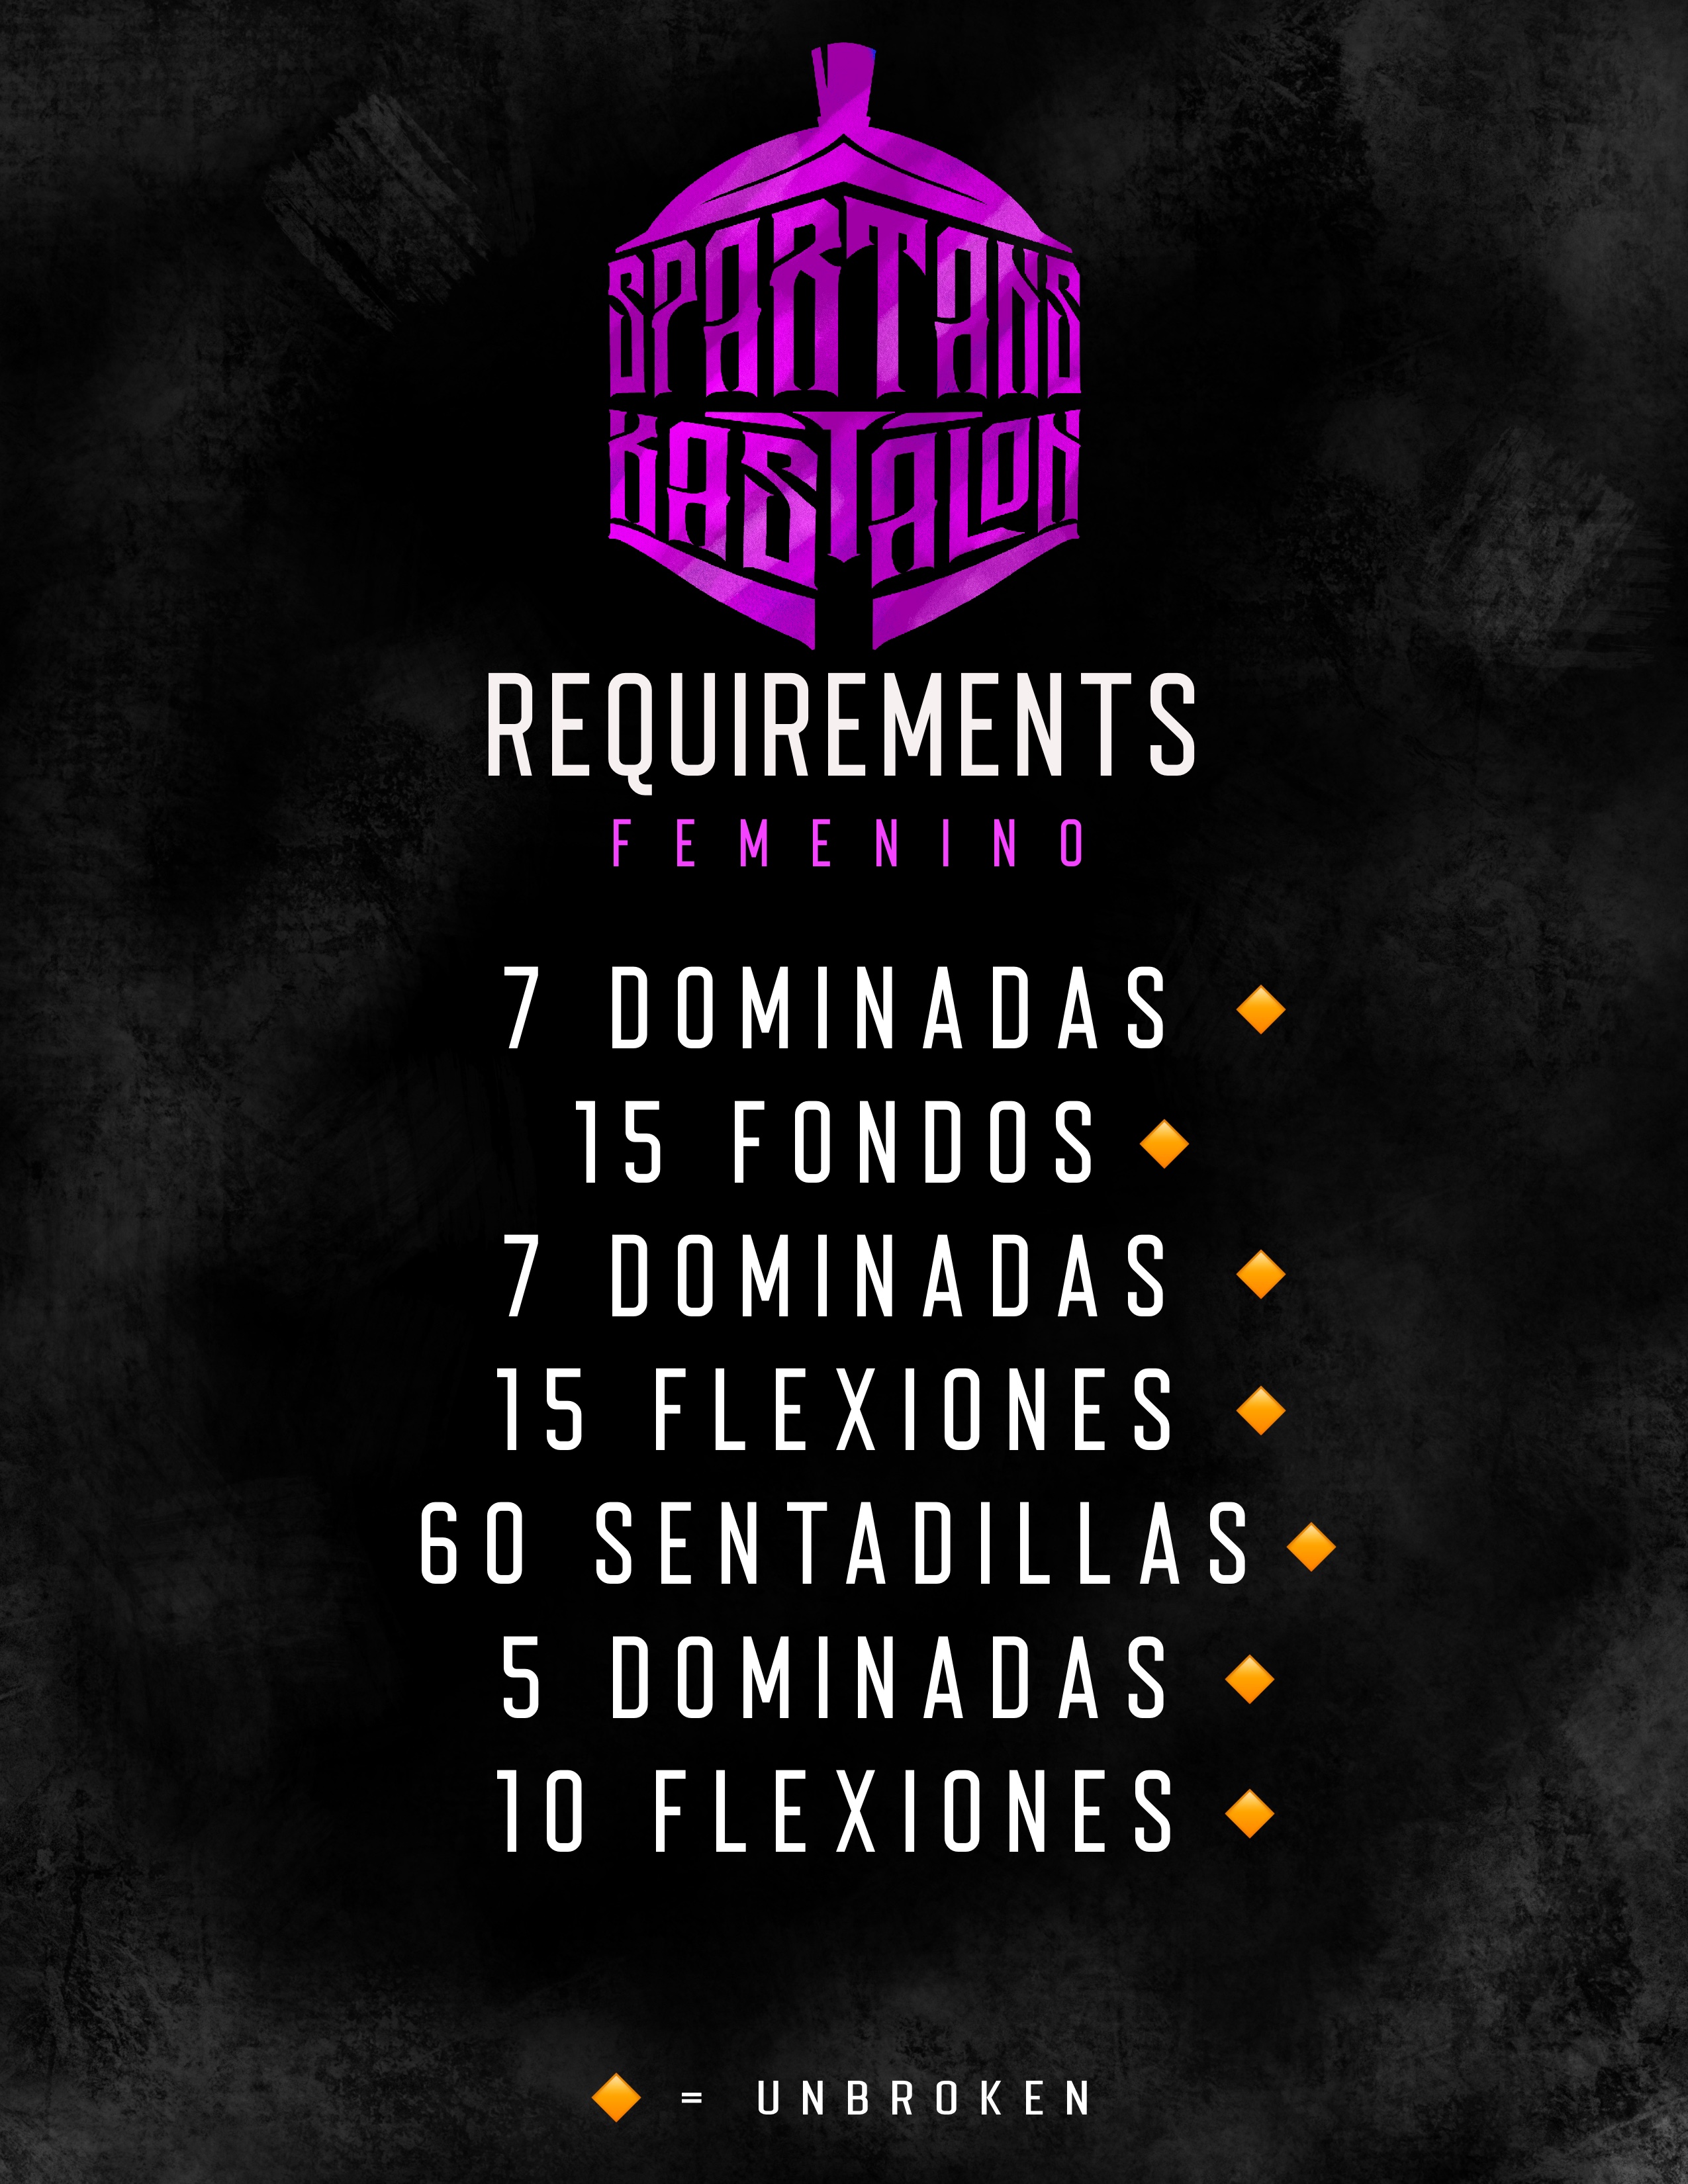 SPARTANS
KASTALON
REQUIREMENTS
FEMENINO
7 DOMINADAS 🔶
15 FONDOS 🔶
7 DOMINADAS 🔶
15 FLEXIONES 🔶
60 SENTADILLAS 🔶
5 DOMINADAS 🔶
10 FLEXIONES 🔶
🔶 = UNBROKEN